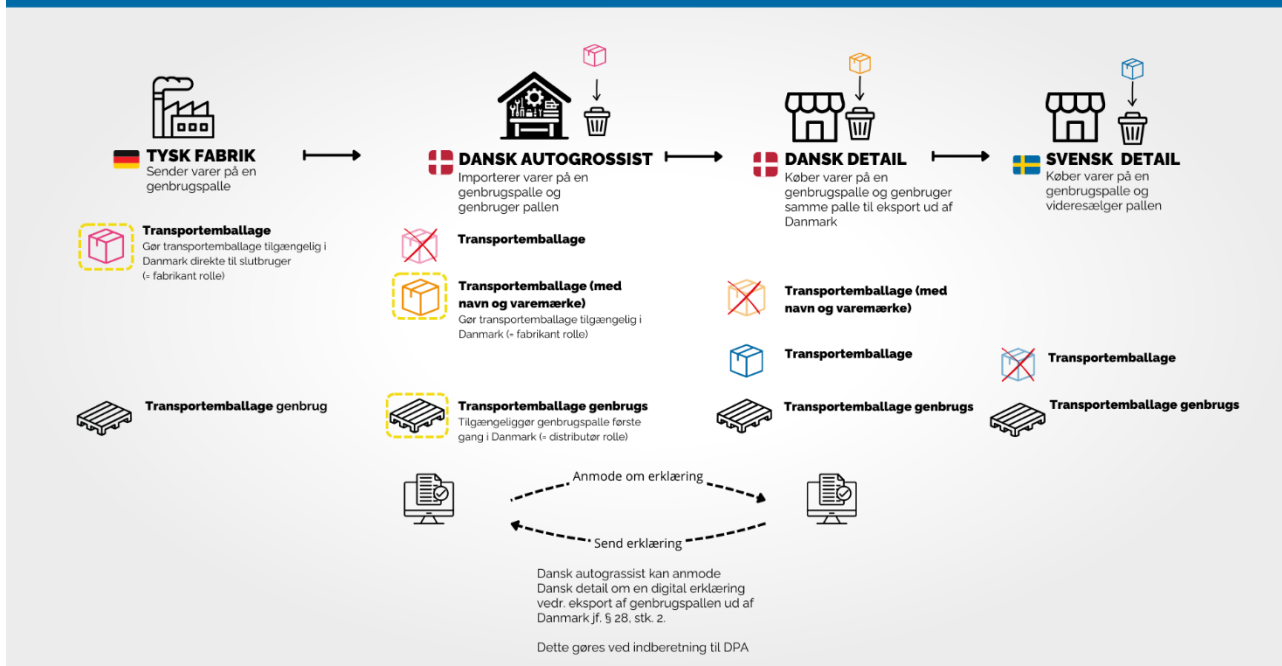 TYSK FABRIK
Sender varer på en
genbrugspalle
DANSK AUTOGROSSIST
Importerer varer på en
genbrugspalle og
genbruger pallen
DANSK DETAIL
Køber varer på en
genbrugspalle og genbruger
samme palle til eksport ud af
Danmark
SVENSK DETAIL
Køber varer på en
genbrugspalle og
videresælger pallen
Transportemballage
Gør transportemballage tilgængelig i
Danmark direkte til slutbruger
(= fabrikant rolle)
Transportemballage
Transportemballage (med
navn og varemærke)
Gør transportemballage tilgængelig i
Danmark (= fabrikant rolle)
Transportemballage (med
navn og varemærke)
Transportemballage
Transportemballage
Transportemballage genbrug
Transportemballage genbrugs
Tilgængeliggør genbrugspalle første
gang i Danmark (= distributør rolle)
Transportemballage genbrugs
Transportemballage genbrugs
Anmode om erklæring
Send erklæring
Dansk autograssist kan anmode
Dansk detail om en digital erklæring
vedr. eksport af genbrugspallen ud af
Danmark jf. § 28, stk. 2.
Dette gøres ved indberetning til DPA